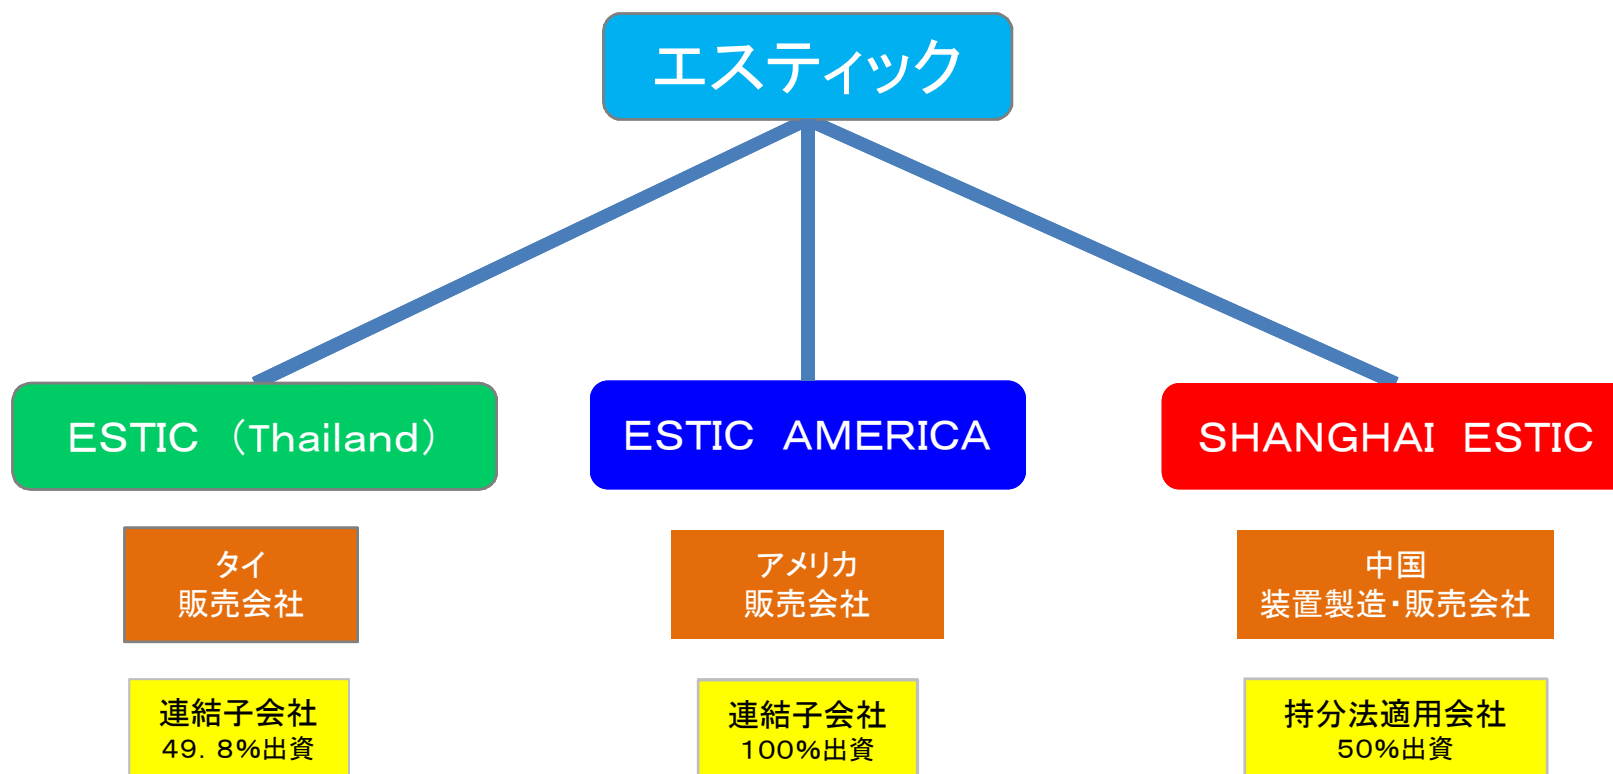 エスティック
ESTIC （Thailand）
ESTIC　AMERICA
SHANGHAI　ESTIC
タイ
販売会社
アメリカ
販売会社
中国
装置製造・販売会社
連結子会社
49．8%出資
連結子会社
100%出資
持分法適用会社
50%出資